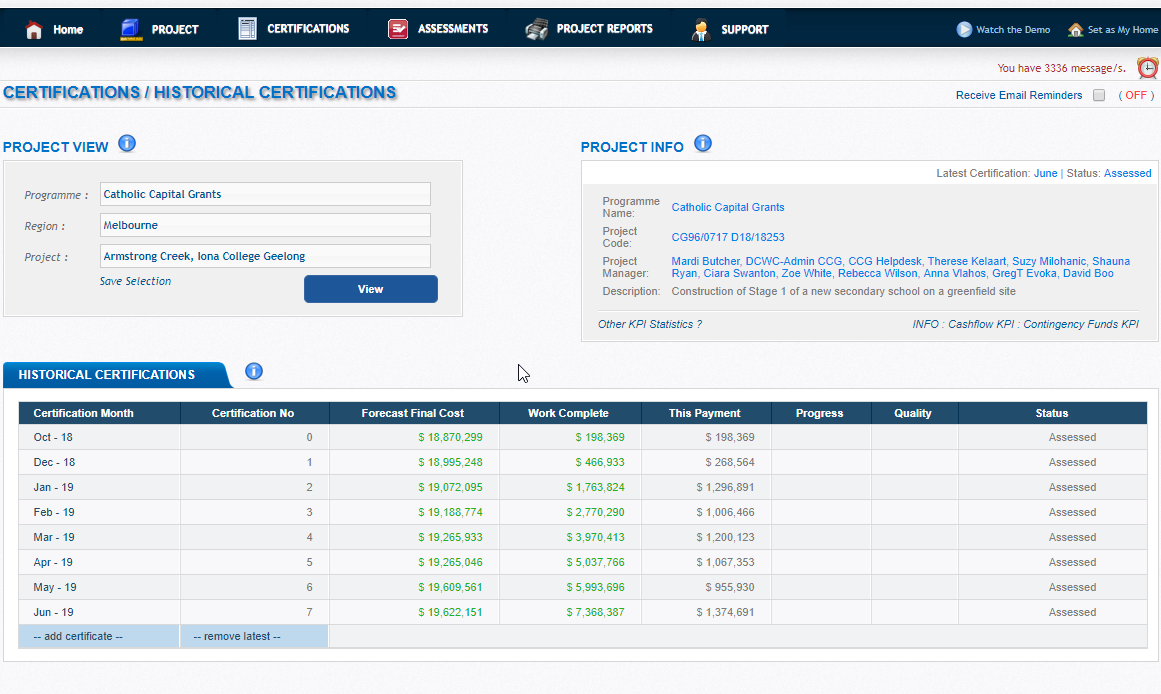 Home PROJECT CERTIFICATIONS ASSESSMENTS PROJECT REPORTS SUPPORT Watch the Demo Set as My Home
You have 3336 message/s.
CERTIFICATIONS / HISTORICAL CERTIFICATIONS
Receive Email Reminders ( OFF )
PROJECT VIEW
Programme : Catholic Capital Grants
Region : Melbourne
Project : Armstrong Creek, Iona College Geelong
Save Selection
View
PROJECT INFO
Latest Certification: June | Status: Assessed
Programme
Name: Catholic Capital Grants
Project
Code: CG96/0717 D18/18253
Project
Manager:
Mardi Butcher, DCWC-Admin CCG, CCG Helpdesk, Therese Kelaart, Suzy Milohanic, Shauna
Ryan, Ciara Swanton, Zoe White, Rebecca Wilson, Anna Vlahos, GregT Evoka, David Boo
Description: Construction of Stage 1 of a new secondary school on a greenfield site
Other KPI Statistics ? INFO : Cashflow KPI : Contingency Funds KPI
HISTORICAL CERTIFICATIONS
Certification Month Certification No Forecast Final Cost Work Complete This Payment Progress Quality Status
Oct - 18 0 $ 18,870,299 $ 198,369 $ 198,369 Assessed
Dec - 18 1 $ 18,995,248 $ 466,933 $ 268,564 Assessed
Jan - 19 2 $ 19,072,095 $ 1,763,824 $ 1,296,891 Assessed
Feb - 19 3 $ 19,188,774 $ 2,770,290 $ 1,006,466 Assessed
Mar - 19 4 $ 19,265,933 $ 3,970,413 $ 1,200,123 Assessed
Apr - 19 5 $ 19,265,046 $ 5,037,766 $ 1,067,353 Assessed
May - 19 6 $ 19,609,561 $ 5,993,696 $ 955,930 Assessed
Jun - 19 7 $ 19,622,151 $ 7,368,387 $ 1,374,691 Assessed
-- add certificate -- -- remove latest --